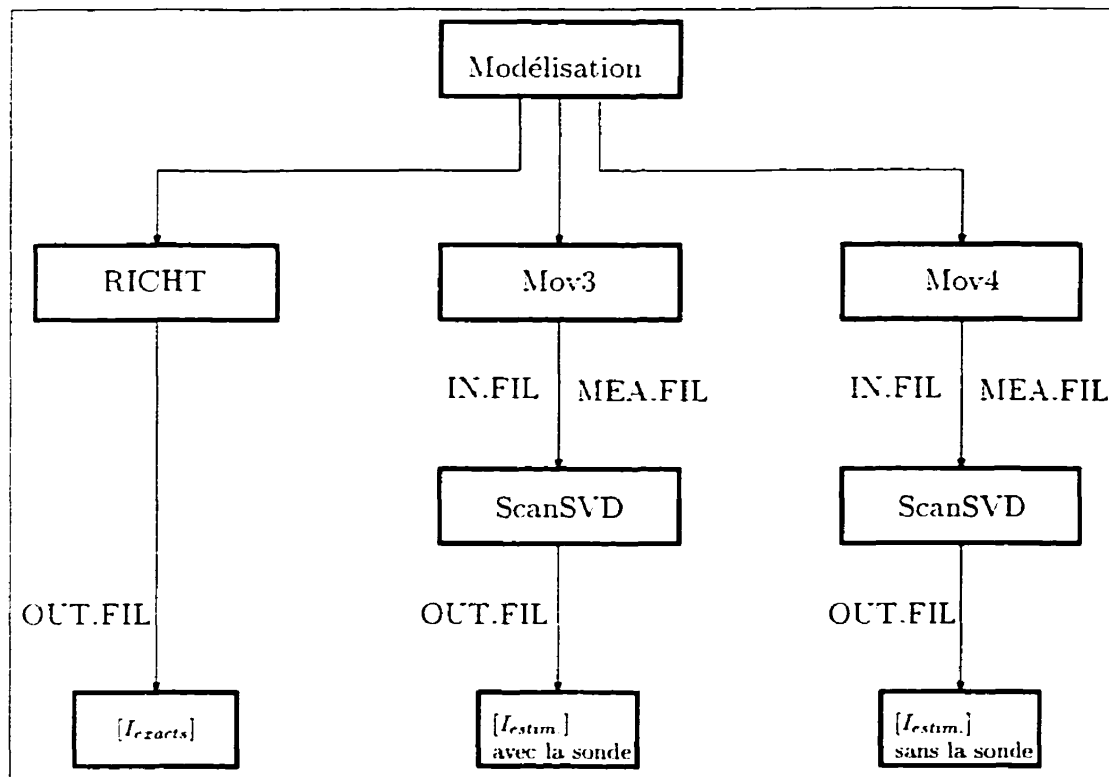 Modélisation
RICHT
Mov3
Mov4
IN.FIL MEA.FIL
IN.FIL MEA.FIL
ScanSVD
ScanSVD
OUT.FIL
OUT.FIL
OUT.FIL
[I_exacts]
[I_estim.]
avec la sonde
[I_estim.]
sans la sonde